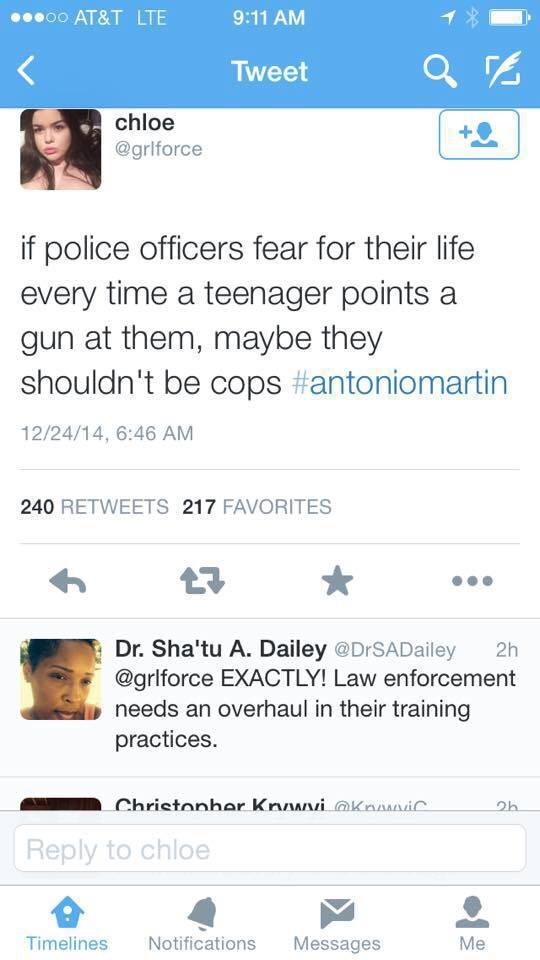 AT&T LTE 9:11 AM
Tweet
chloe
@grlforce
if police officers fear for their life
every time a teenager points a
gun at them, maybe they
shouldn't be cops #antoniomartin
12/24/14, 6:46 AM
240 RETWEETS 217 FAVORITES
Dr. Sha'tu A. Dailey @DrSADailey 2h
@grlforce EXACTLY! Law enforcement
needs an overhaul in their training
practices.
Christopher Krywyi @KrywyiC 2h
Reply to chloe
Timelines Notifications Messages Me